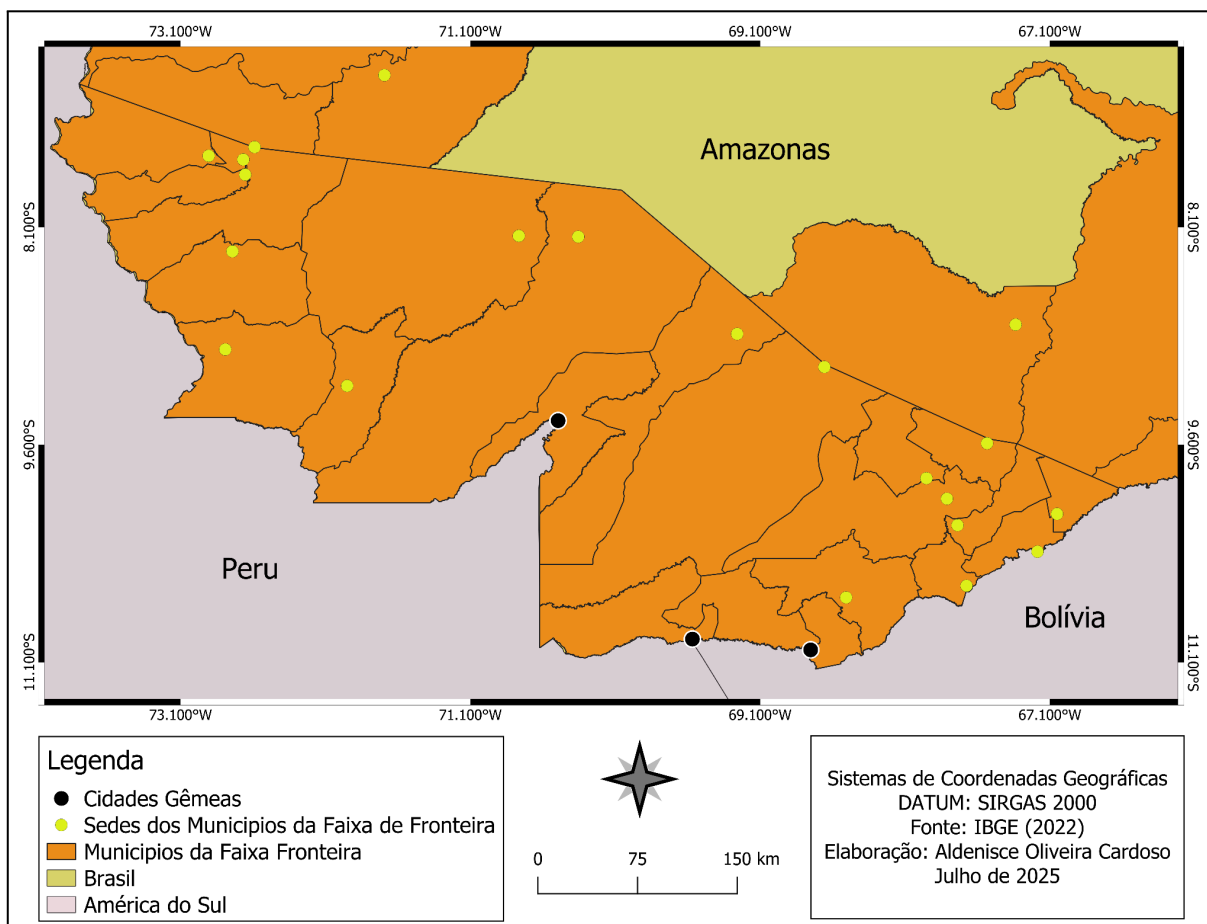 73.100°W 71.100°W 69.100°W 67.100°W
Amazonas
8.100°S 8.100°S
9.600°S 9.600°S
Peru
Bolívia
11.100°S 11.100°S
73.100°W 71.100°W 69.100°W 67.100°W
Legenda
Cidades Gêmeas
Sedes dos Municipios da Faixa de Fronteira
Municipios da Faixa Fronteira
Brasil
América do Sul
0 75 150 km
Sistemas de Coordenadas Geográficas
DATUM: SIRGAS 2000
Fonte: IBGE (2022)
Elaboração: Aldenisce Oliveira Cardoso
Julho de 2025